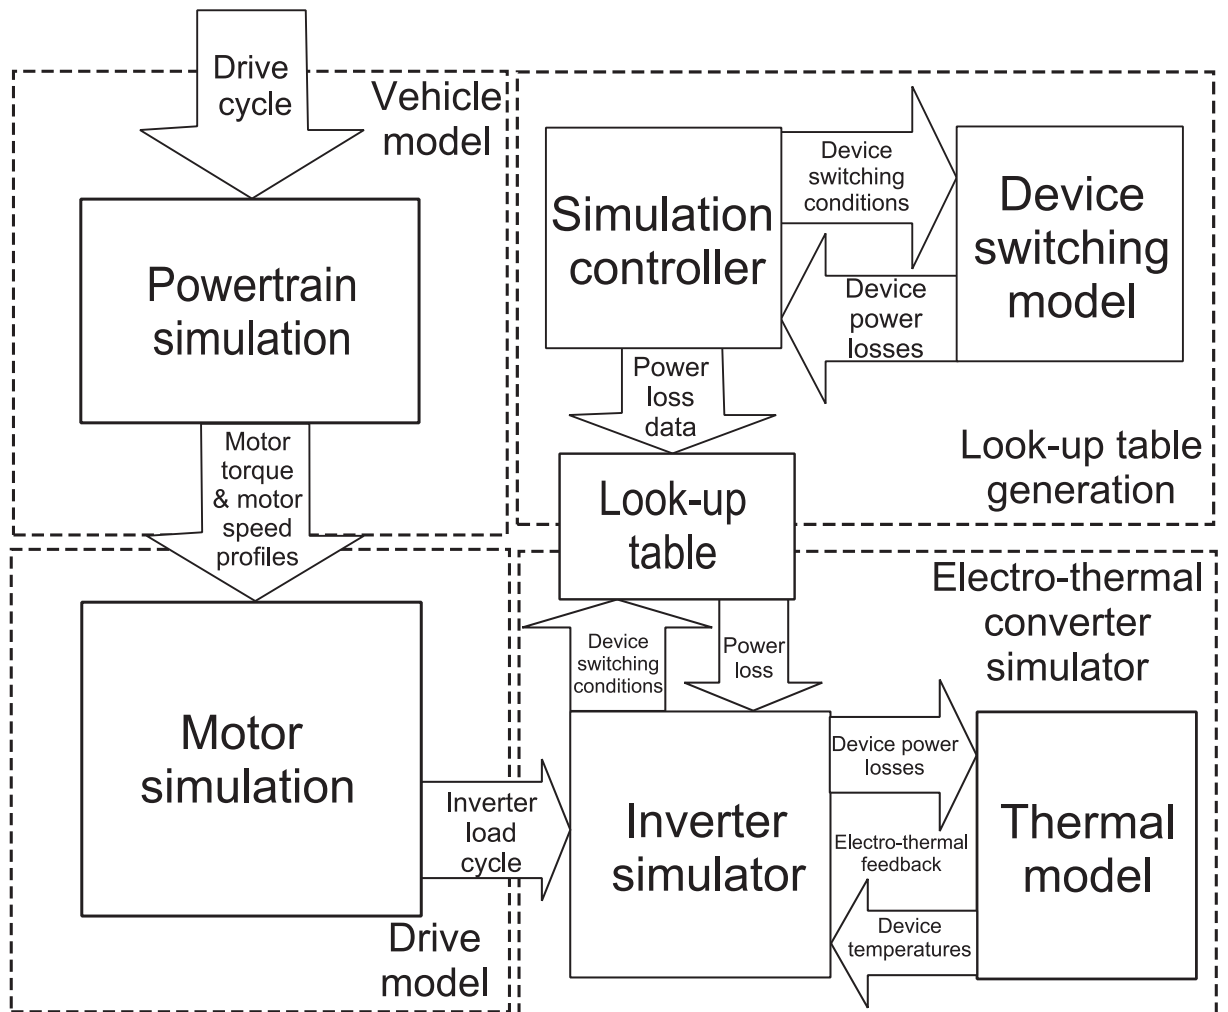 Drive
cycle
Vehicle
model
Powertrain
simulation
Motor
torque
& motor
speed
profiles
Motor
simulation
Drive
model
Inverter
load
cycle
Simulation
controller
Device
switching
conditions
Device
switching
model
Device
power
losses
Power
loss
data
Look-up table
generation
Look-up
table
Device
switching
conditions
Power
loss
Electro-thermal
converter
simulator
Inverter
simulator
Device power
losses
Electro-thermal
feedback
Device
temperatures
Thermal
model